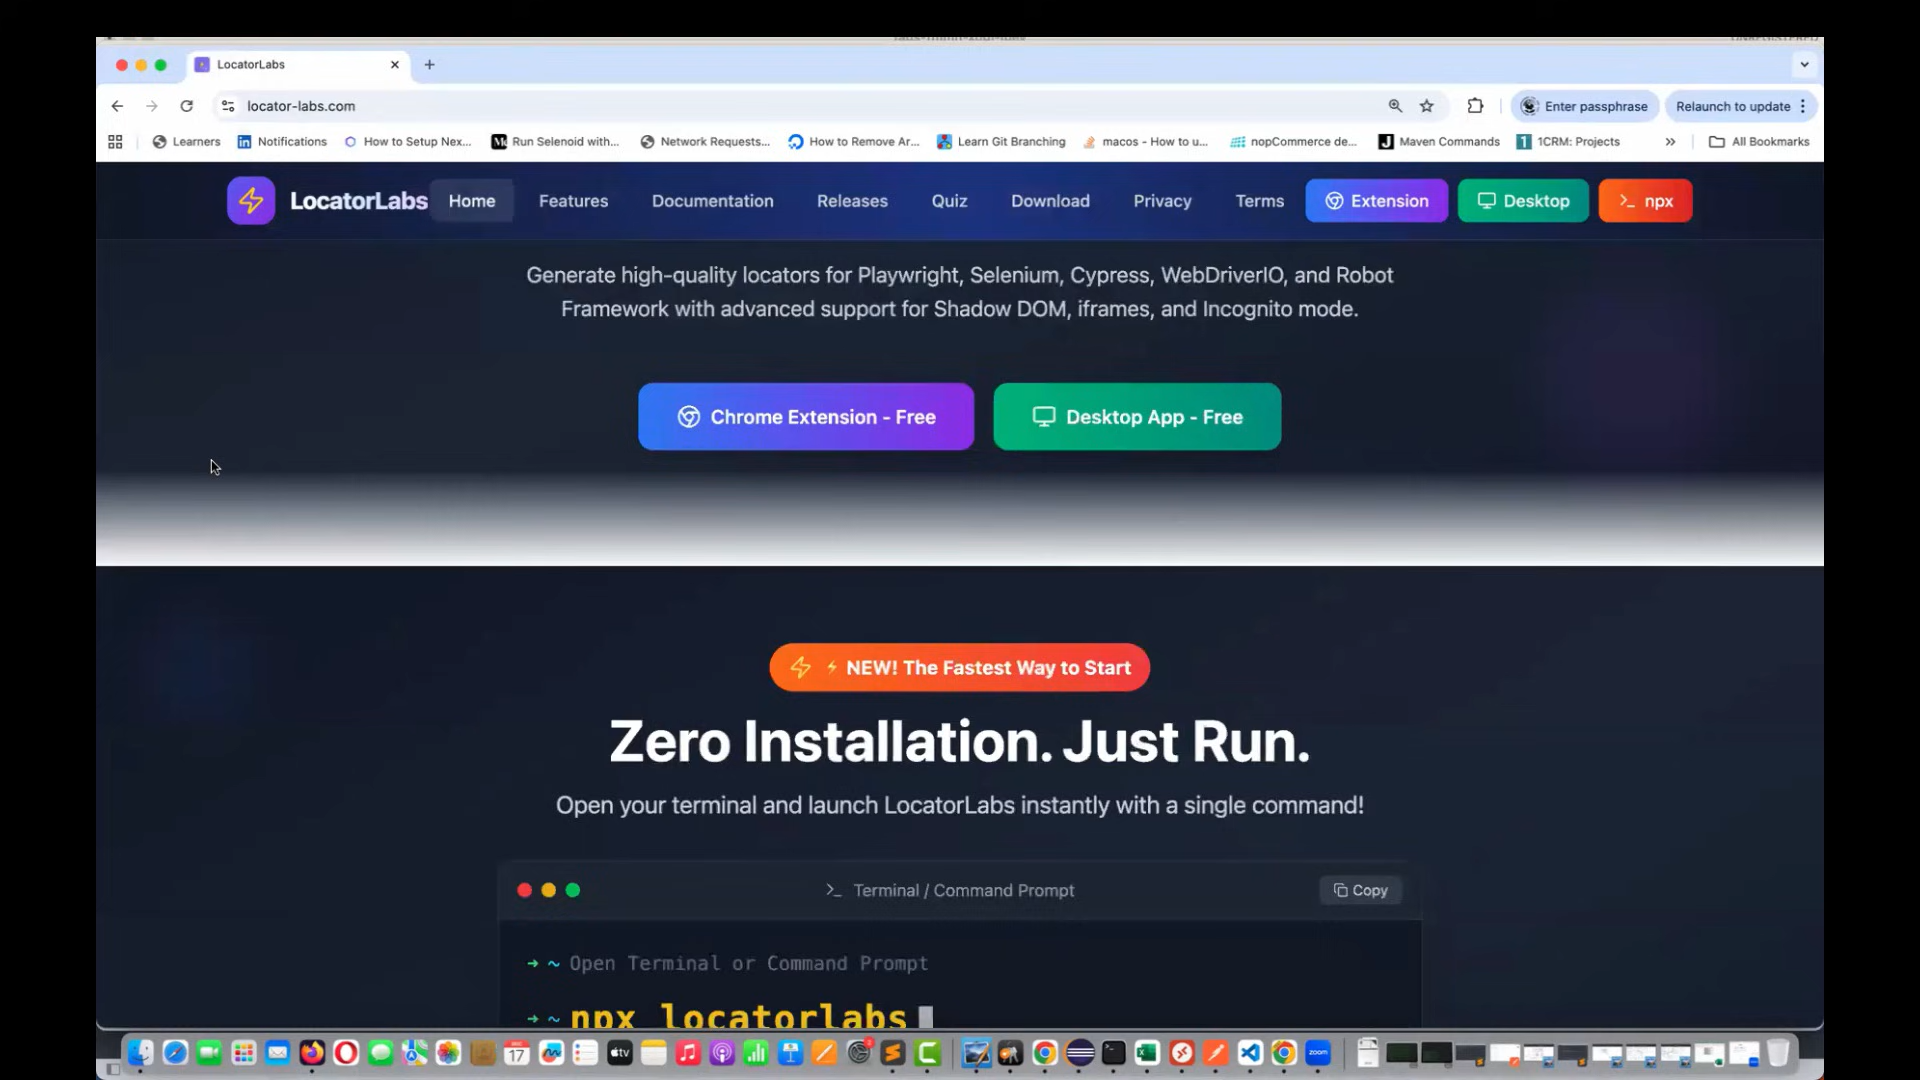 LocatorLabs
locator-labs.com
Enter passphrase
Relaunch to update
Learners
Notifications
How to Setup Nex...
Run Selenoid with...
Network Requests...
How to Remove Ar...
Learn Git Branching
macos - How to u...
nopCommerce de...
Maven Commands
1CRM: Projects
All Bookmarks
LocatorLabs
Home
Features
Documentation
Releases
Quiz
Download
Privacy
Terms
Extension
Desktop
npx
Generate high-quality locators for Playwright, Selenium, Cypress, WebDriverIO, and Robot
Framework with advanced support for Shadow DOM, iframes, and Incognito mode.
Chrome Extension - Free
Desktop App - Free
NEW! The Fastest Way to Start
Zero Installation. Just Run.
Open your terminal and launch LocatorLabs instantly with a single command!
>_ Terminal / Command Prompt
Copy
→ ~ Open Terminal or Command Prompt
→ ~ npx locatorlabs
17
tv
zoom